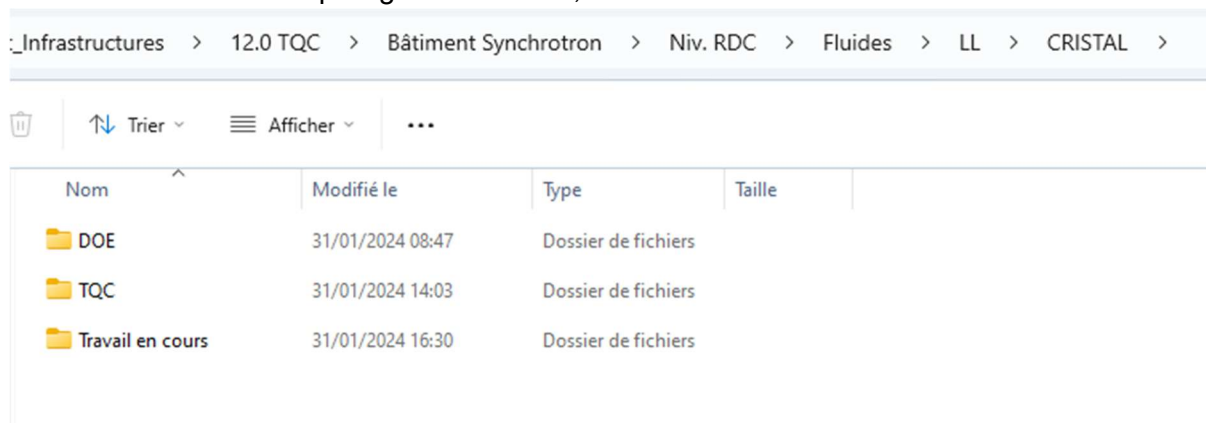 :_Infrastructures > 12.0 TQC > Bâtiment Synchrotron > Niv. RDC > Fluides > LL > CRISTAL >
Trier Afficher ...
Nom Modifié le Type Taille
DOE 31/01/2024 08:47 Dossier de fichiers
TQC 31/01/2024 14:03 Dossier de fichiers
Travail en cours 31/01/2024 16:30 Dossier de fichiers